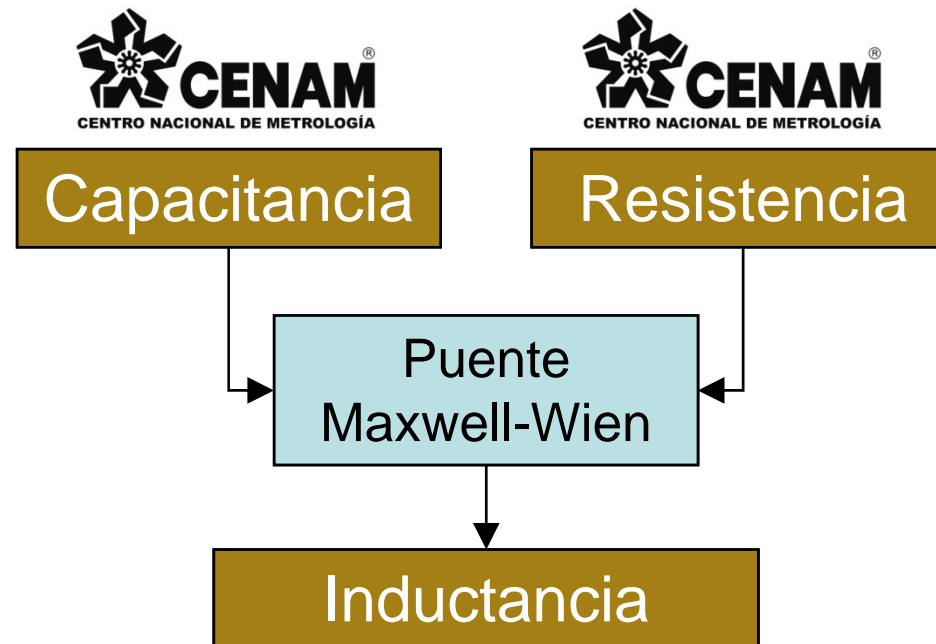 CENAM®
CENTRO NACIONAL DE METROLOGÍA
CENAM®
CENTRO NACIONAL DE METROLOGÍA
Capacitancia
Resistencia
Puente
Maxwell-Wien
Inductancia